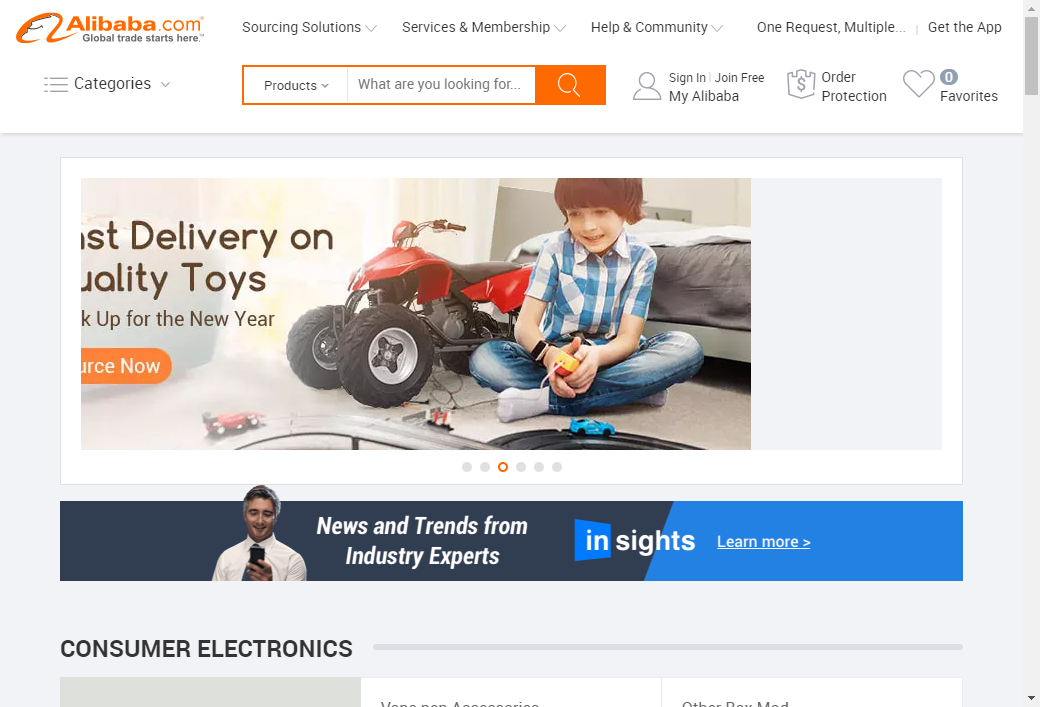 Alibaba.com
Global trade starts here.™
Sourcing Solutions
Services & Membership
Help & Community
One Request, Multiple...
Get the App
Categories
Products
What are you looking for...
Sign In
Join Free
My Alibaba
Order
Protection
0
Favorites
ast Delivery on
uality Toys
k Up for the New Year
urce Now
News and Trends from
Industry Experts
in sights
Learn more >
CONSUMER ELECTRONICS
Vape pen Accessories
Other Box Mod